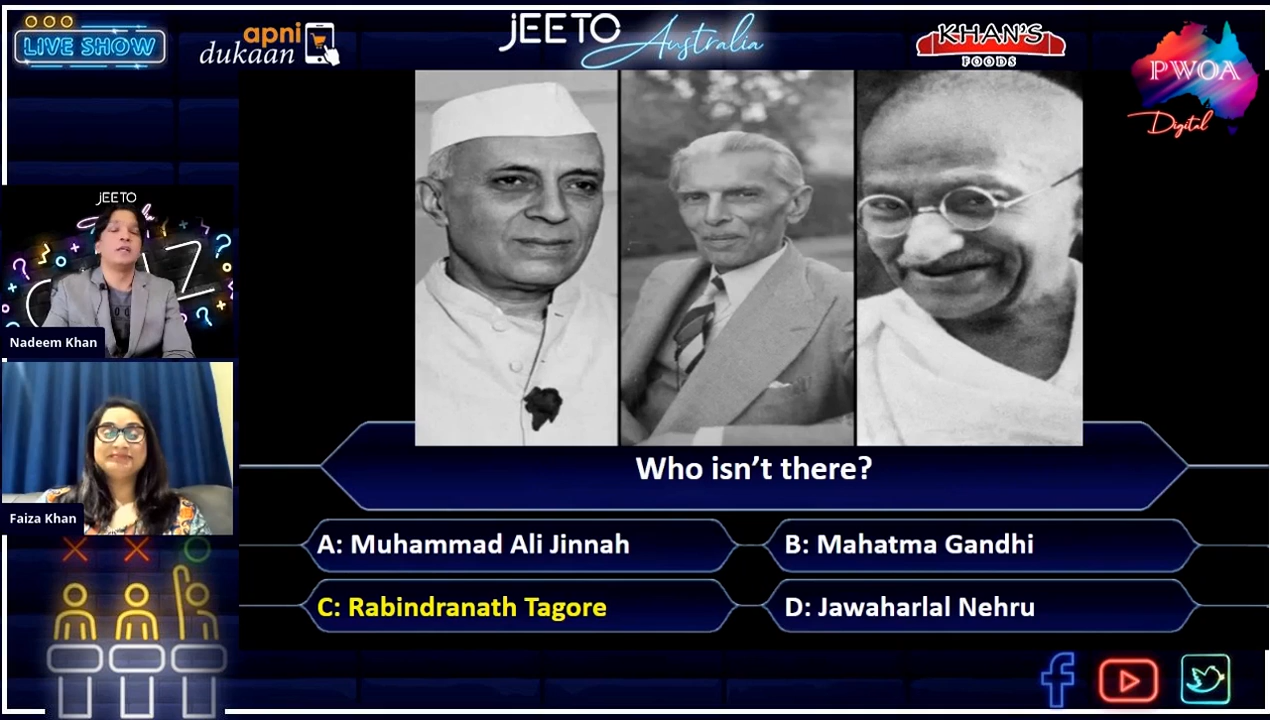 LIVE SHOW
apni
dukaan
JEETO
Australia
KHAN'S
FOODS
PWOA
Digital
JEETO
Nadeem Khan
Faiza Khan
Who isn't there?
A: Muhammad Ali Jinnah
B: Mahatma Gandhi
C: Rabindranath Tagore
D: Jawaharlal Nehru